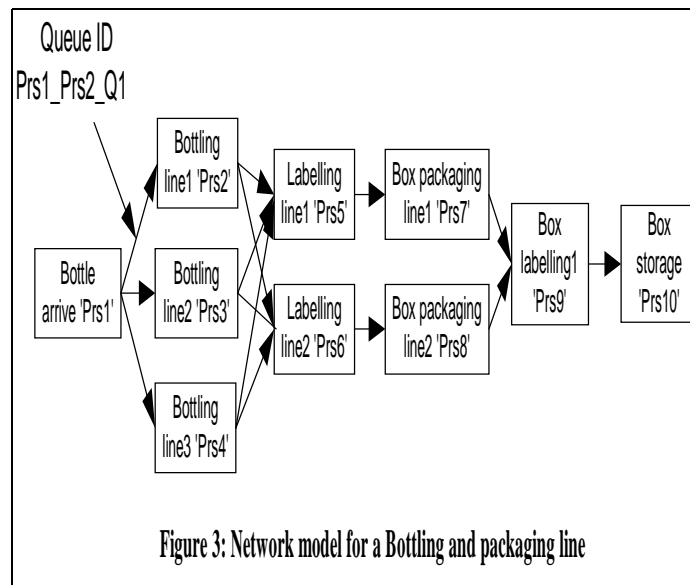 Queue ID
Prs1_Prs2_Q1
Bottle
arrive 'Prs1'
Bottling
line1 'Prs2'
Bottling
line2 'Prs3'
Bottling
line3 'Prs4'
Labelling
line1 'Prs5'
Labelling
line2 'Prs6'
Box packaging
line1 'Prs7'
Box packaging
line2 'Prs8'
Box
labelling1
'Prs9'
Box
storage
'Prs10'
Figure 3: Network model for a Bottling and packaging line